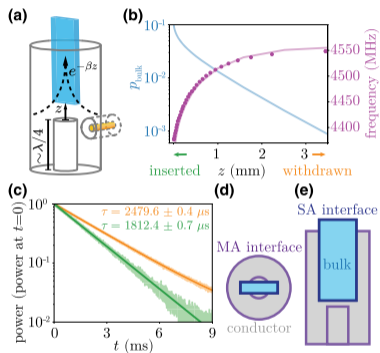 (a)
e^{-βz}
z
~λ/4
(b)
10^{-1}
10^{-2}
10^{-3}
p_bulk
4550
4500
4450
4400
frequency (MHz)
0 1 2 3
inserted z (mm) withdrawn
(c)
τ = 2479.6 ± 0.4 μs
τ = 1812.4 ± 0.7 μs
10^0
10^{-1}
10^{-2}
power (power at t=0)
0 3 6 9
t (ms)
(d)
MA interface
conductor
(e)
SA interface
bulk